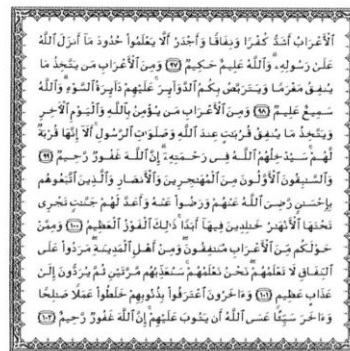 ٱلْأَعْرَابُ أَشَدُّ كُفْرًا وَنِفَاقًا وَأَجْدَرُ أَلَّا يَعْلَمُوا۟ حُدُودَ مَآ أَنزَلَ ٱللَّهُ
عَلَىٰ رَسُولِهِۦ وَٱللَّهُ عَلِيمٌ حَكِيمٌ ٩٧ وَمِنَ ٱلْأَعْرَابِ مَن يَتَّخِذُ مَا
يُنفِقُ مَغْرَمًا وَيَتَرَبَّصُ بِكُمُ ٱلدَّوَآئِرَ عَلَيْهِمْ دَآئِرَةُ ٱلسَّوْءِ وَٱللَّهُ
سَمِيعٌ عَلِيمٌ ٩٨ وَمِنَ ٱلْأَعْرَابِ مَن يُؤْمِنُ بِٱللَّهِ وَٱلْيَوْمِ ٱلْءَاخِرِ
وَيَتَّخِذُ مَا يُنفِقُ قُرُبَٰتٍ عِندَ ٱللَّهِ وَصَلَوَٰتِ ٱلرَّسُولِ أَلَآ إِنَّهَا قُرْبَةٌ
لَّهُمْ سَيُدْخِلُهُمُ ٱللَّهُ فِى رَحْمَتِهِۦٓ إِنَّ ٱللَّهَ غَفُورٌ رَّحِيمٌ ٩٩
وَٱلسَّٰبِقُونَ ٱلْأَوَّلُونَ مِنَ ٱلْمُهَٰجِرِينَ وَٱلْأَنصَارِ وَٱلَّذِينَ ٱتَّبَعُوهُم
بِإِحْسَٰنٍ رَّضِىَ ٱللَّهُ عَنْهُمْ وَرَضُوا۟ عَنْهُ وَأَعَدَّ لَهُمْ جَنَّٰتٍ تَجْرِى
تَحْتَهَا ٱلْأَنْهَٰرُ خَٰلِدِينَ فِيهَآ أَبَدًا ذَٰلِكَ ٱلْفَوْزُ ٱلْعَظِيمُ ١٠٠ وَمِمَّنْ
حَوْلَكُم مِّنَ ٱلْأَعْرَابِ مُنَٰفِقُونَ وَمِنْ أَهْلِ ٱلْمَدِينَةِ مَرَدُوا۟ عَلَى
ٱلنِّفَاقِ لَا تَعْلَمُهُمْ نَحْنُ نَعْلَمُهُمْ سَنُعَذِّبُهُم مَّرَّتَيْنِ ثُمَّ يُرَدُّونَ إِلَىٰ
عَذَابٍ عَظِيمٍ ١٠١ وَءَاخَرُونَ ٱعْتَرَفُوا۟ بِذُنُوبِهِمْ خَلَطُوا۟ عَمَلًا صَٰلِحًا
وَءَاخَرَ سَيِّئًا عَسَى ٱللَّهُ أَن يَتُوبَ عَلَيْهِمْ إِنَّ ٱللَّهَ غَفُورٌ رَّحِيمٌ ١٠٢